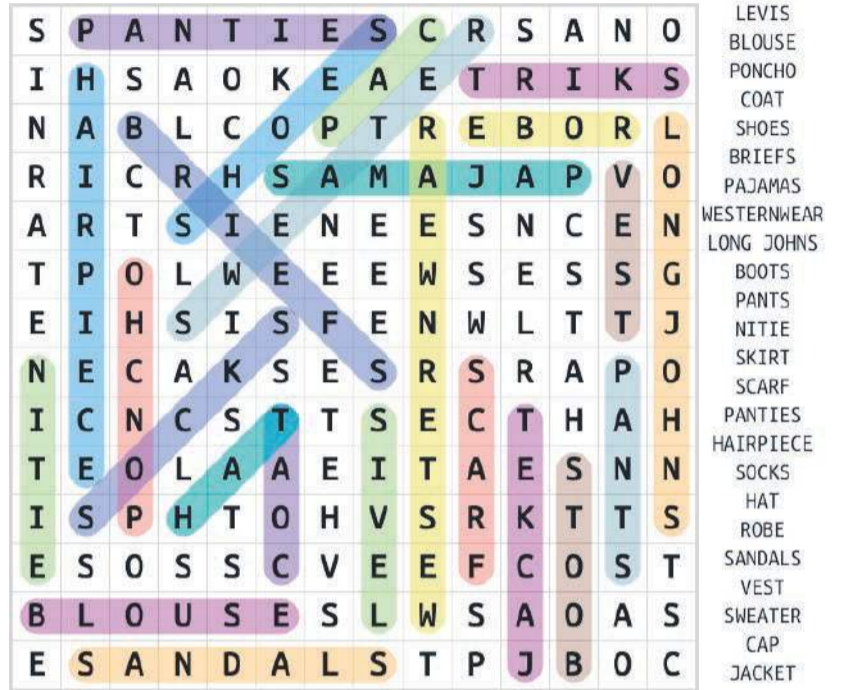 S P A N T I E S C R S A N O
I H S A O K E A E T R I K S
N A B L C O P T R E B O R L
R I C R H S A M A J A P V O
A R T S I E N E E S N C E N
T P O L W E E E W S E S S G
E I H S I S F E N W L T T J
N E C A K S E S R S R A P O
I C N C S T T S E C T H A H
T E O L A A E I T A E S N N
I S P H T O H V S R K T T S
E S O S S C V E E F C O S T
B L O U S E S L W S A O A S
E S A N D A L S T P J B O C
LEVIS
BLOUSE
PONCHO
COAT
SHOES
BRIEFS
PAJAMAS
WESTERNWEAR
LONG JOHNS
BOOTS
PANTS
NITIE
SKIRT
SCARF
PANTIES
HAIRPIECE
SOCKS
HAT
ROBE
SANDALS
VEST
SWEATER
CAP
JACKET